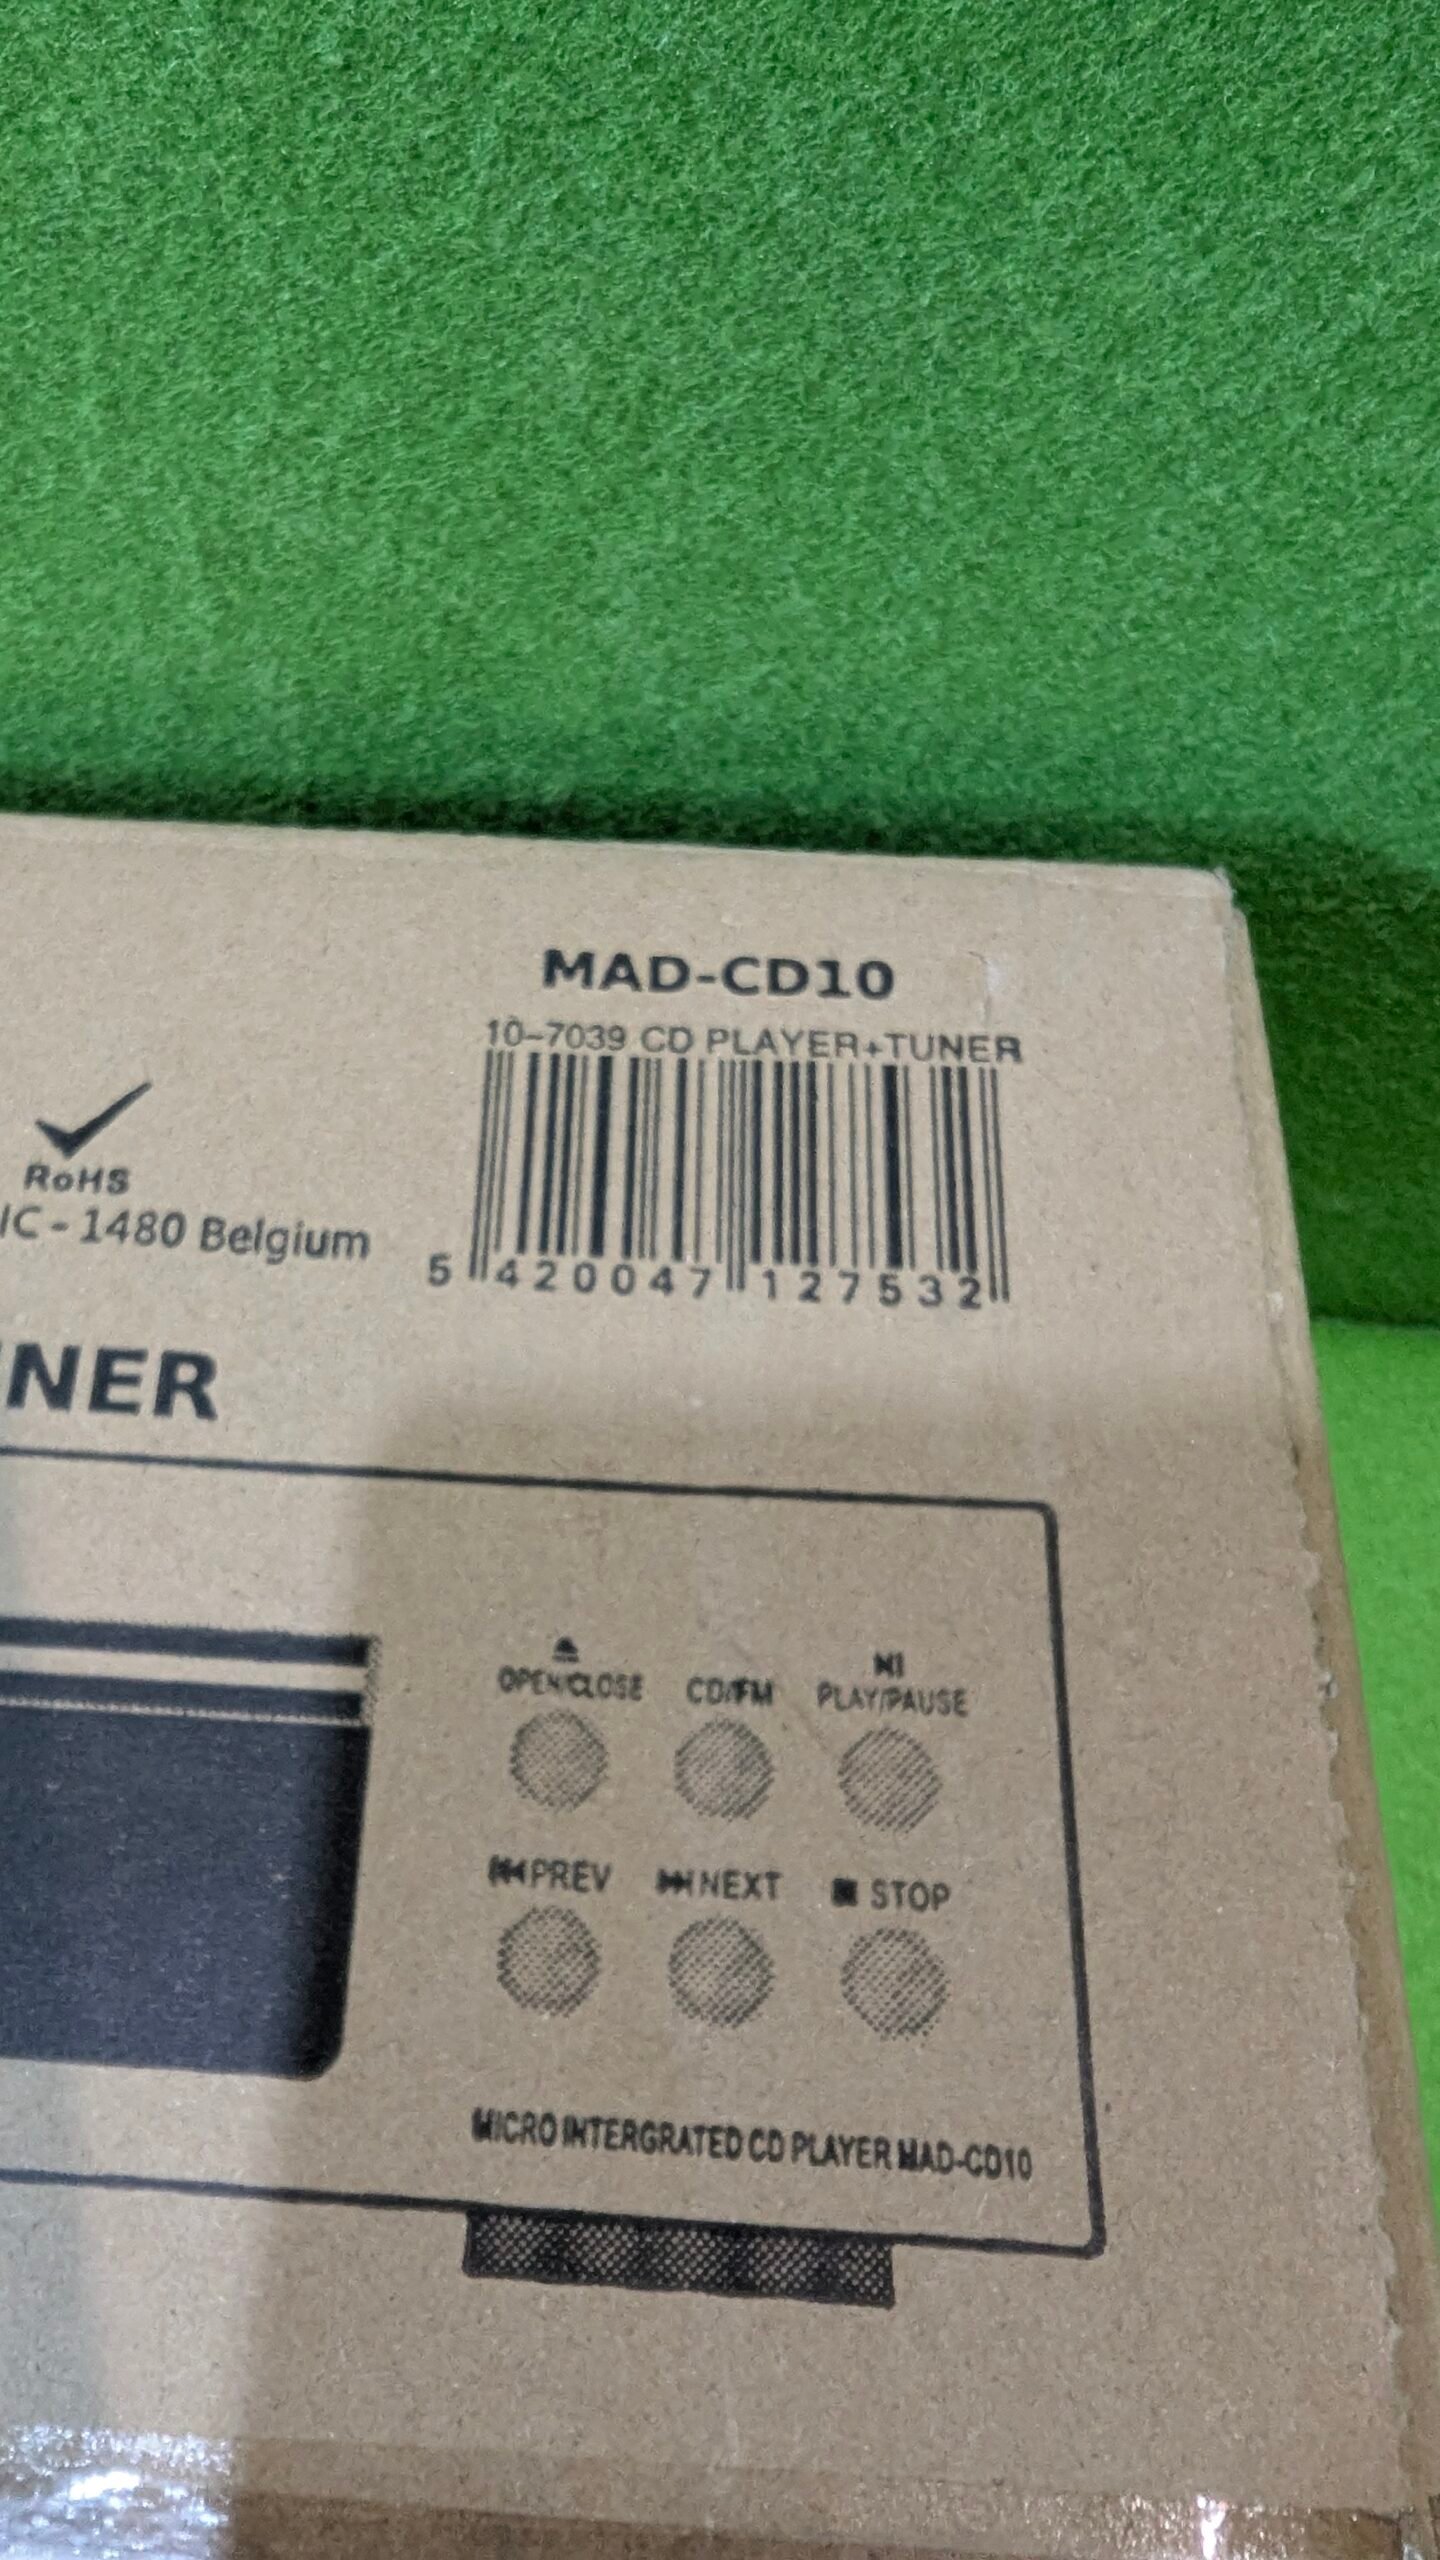 MAD-CD10
10-7039 CD PLAYER+TUNER
RoHS
IC - 1480 Belgium
5 420047 127532
NER
OPEN/CLOSE CD/FM PLAY/PAUSE
PREV NEXT STOP
MICRO INTERGRATED CD PLAYER MAD-CD10